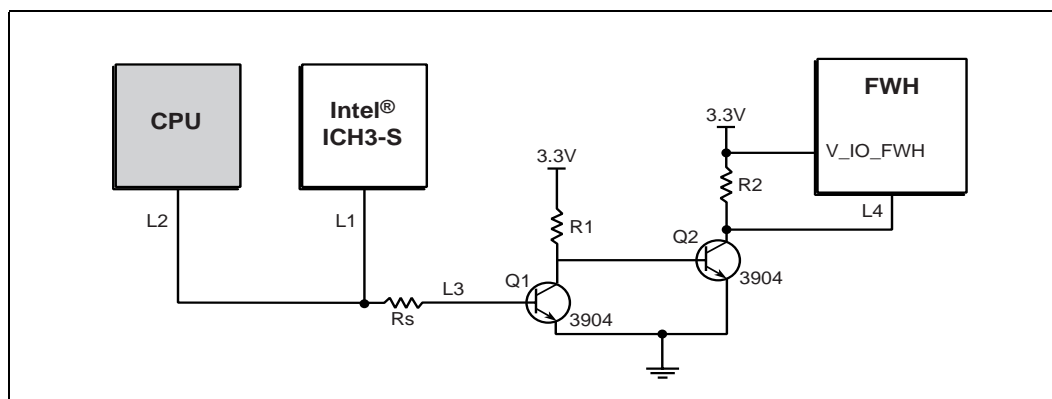 CPU
Intel®
ICH3-S
FWH
3.3V
V_IO_FWH
3.3V
R2
L2
L1
L4
R1
Q2
3904
L3
Q1
Rs
3904